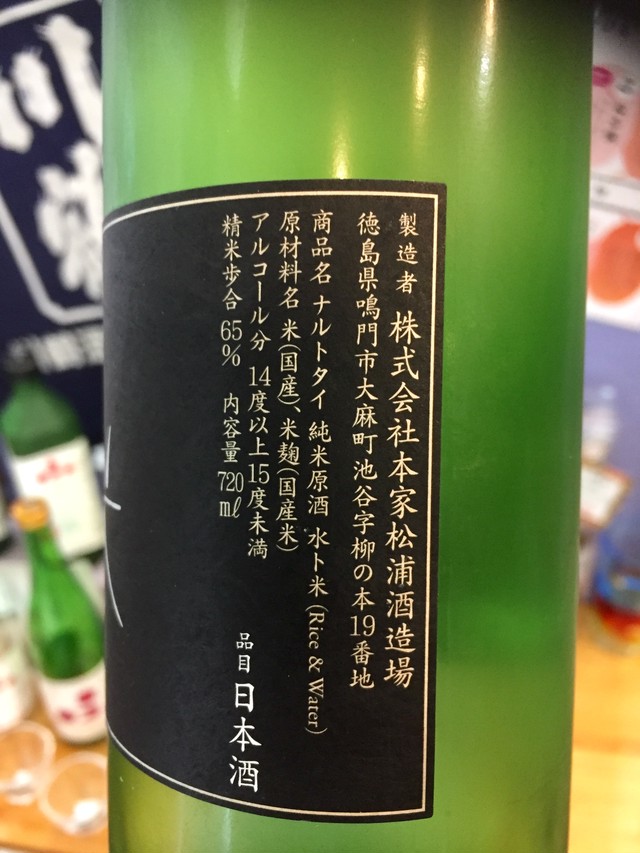 製造者 株式会社本家松浦酒造場
徳島県鳴門市大麻町池谷字柳の本19番地
商品名 ナルトタイ 純米原酒 水ト米 (Rice & Water)
原材料名 米(国産)、米麹(国産米)
アルコール分 14度以上15度未満
精米歩合 65% 内容量 720mℓ
品目 日本酒